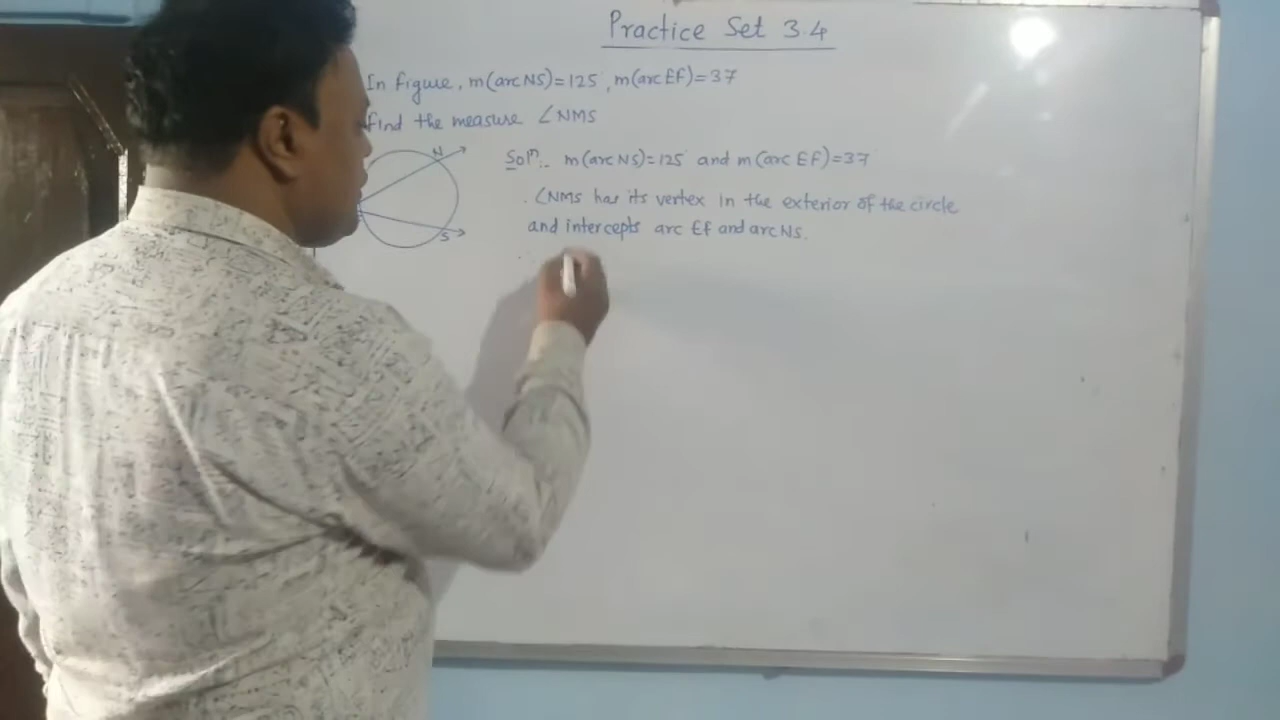 Practice Set 3.4
In figure, m(arc NS)=125°, m(arc EF)=37°
find the measure ∠NMS
N
S
Solⁿ:- m(arc NS)=125° and m(arc EF)=37°
∠NMS has its vertex in the exterior of the circle
and intercepts arc Ef and arc NS.